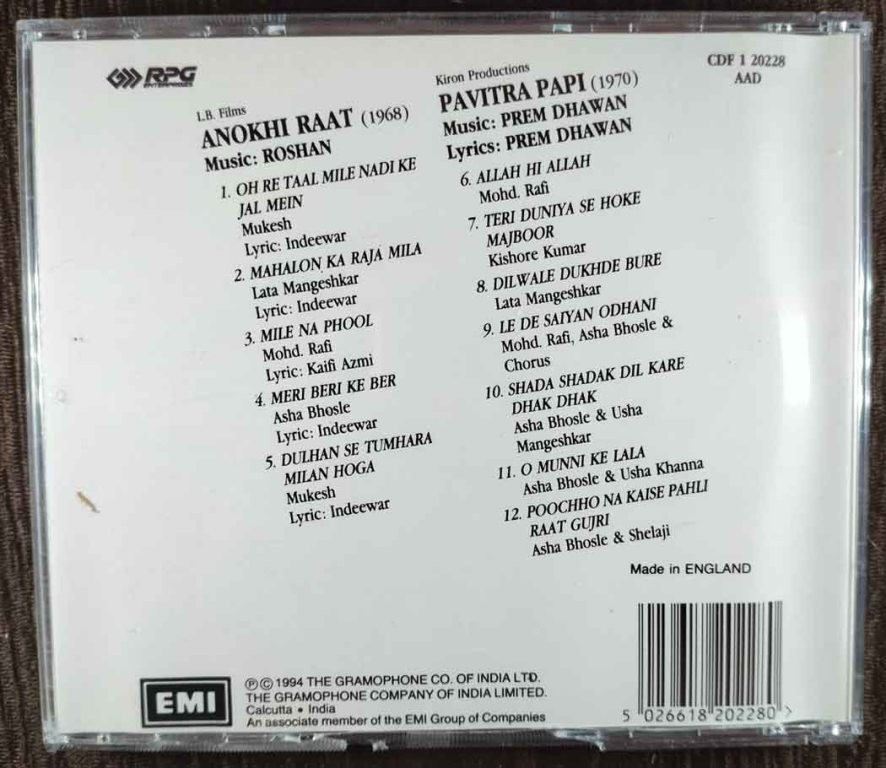 RPG
ENTERPRISES
L.B. Films
ANOKHI RAAT (1968)
Music: ROSHAN
1. OH RE TAAL MILE NADI KE
JAL MEIN
Mukesh
Lyric: Indeewar
2. MAHALON KA RAJA MILA
Lata Mangeshkar
Lyric: Indeewar
3. MILE NA PHOOL
Mohd. Rafi
Lyric: Kaifi Azmi
4. MERI BERI KE BER
Asha Bhosle
Lyric: Indeewar
5. DULHAN SE TUMHARA
MILAN HOGA
Mukesh
Lyric: Indeewar
Kiron Productions
PAVITRA PAPI (1970)
Music: PREM DHAWAN
Lyrics: PREM DHAWAN
6. ALLAH HI ALLAH
Mohd. Rafi
7. TERI DUNIYA SE HOKE
MAJBOOR
Kishore Kumar
8. DILWALE DUKHDE BURE
Lata Mangeshkar
9. LE DE SAIYAN ODHANI
Mohd. Rafi, Asha Bhosle &
Chorus
10. SHADA SHADAK DIL KARE
DHAK DHAK
Asha Bhosle & Usha
Mangeshkar
11. O MUNNI KE LALA
Asha Bhosle & Usha Khanna
12. POOCHHO NA KAISE PAHLI
RAAT GUJRI
Asha Bhosle & Shelaji
CDF 1 20228
AAD
Made in ENGLAND
EMI
℗© 1994 THE GRAMOPHONE CO. OF INDIA LTD.
THE GRAMOPHONE COMPANY OF INDIA LIMITED.
Calcutta • India
An associate member of the EMI Group of Companies
5 026618 202280 >